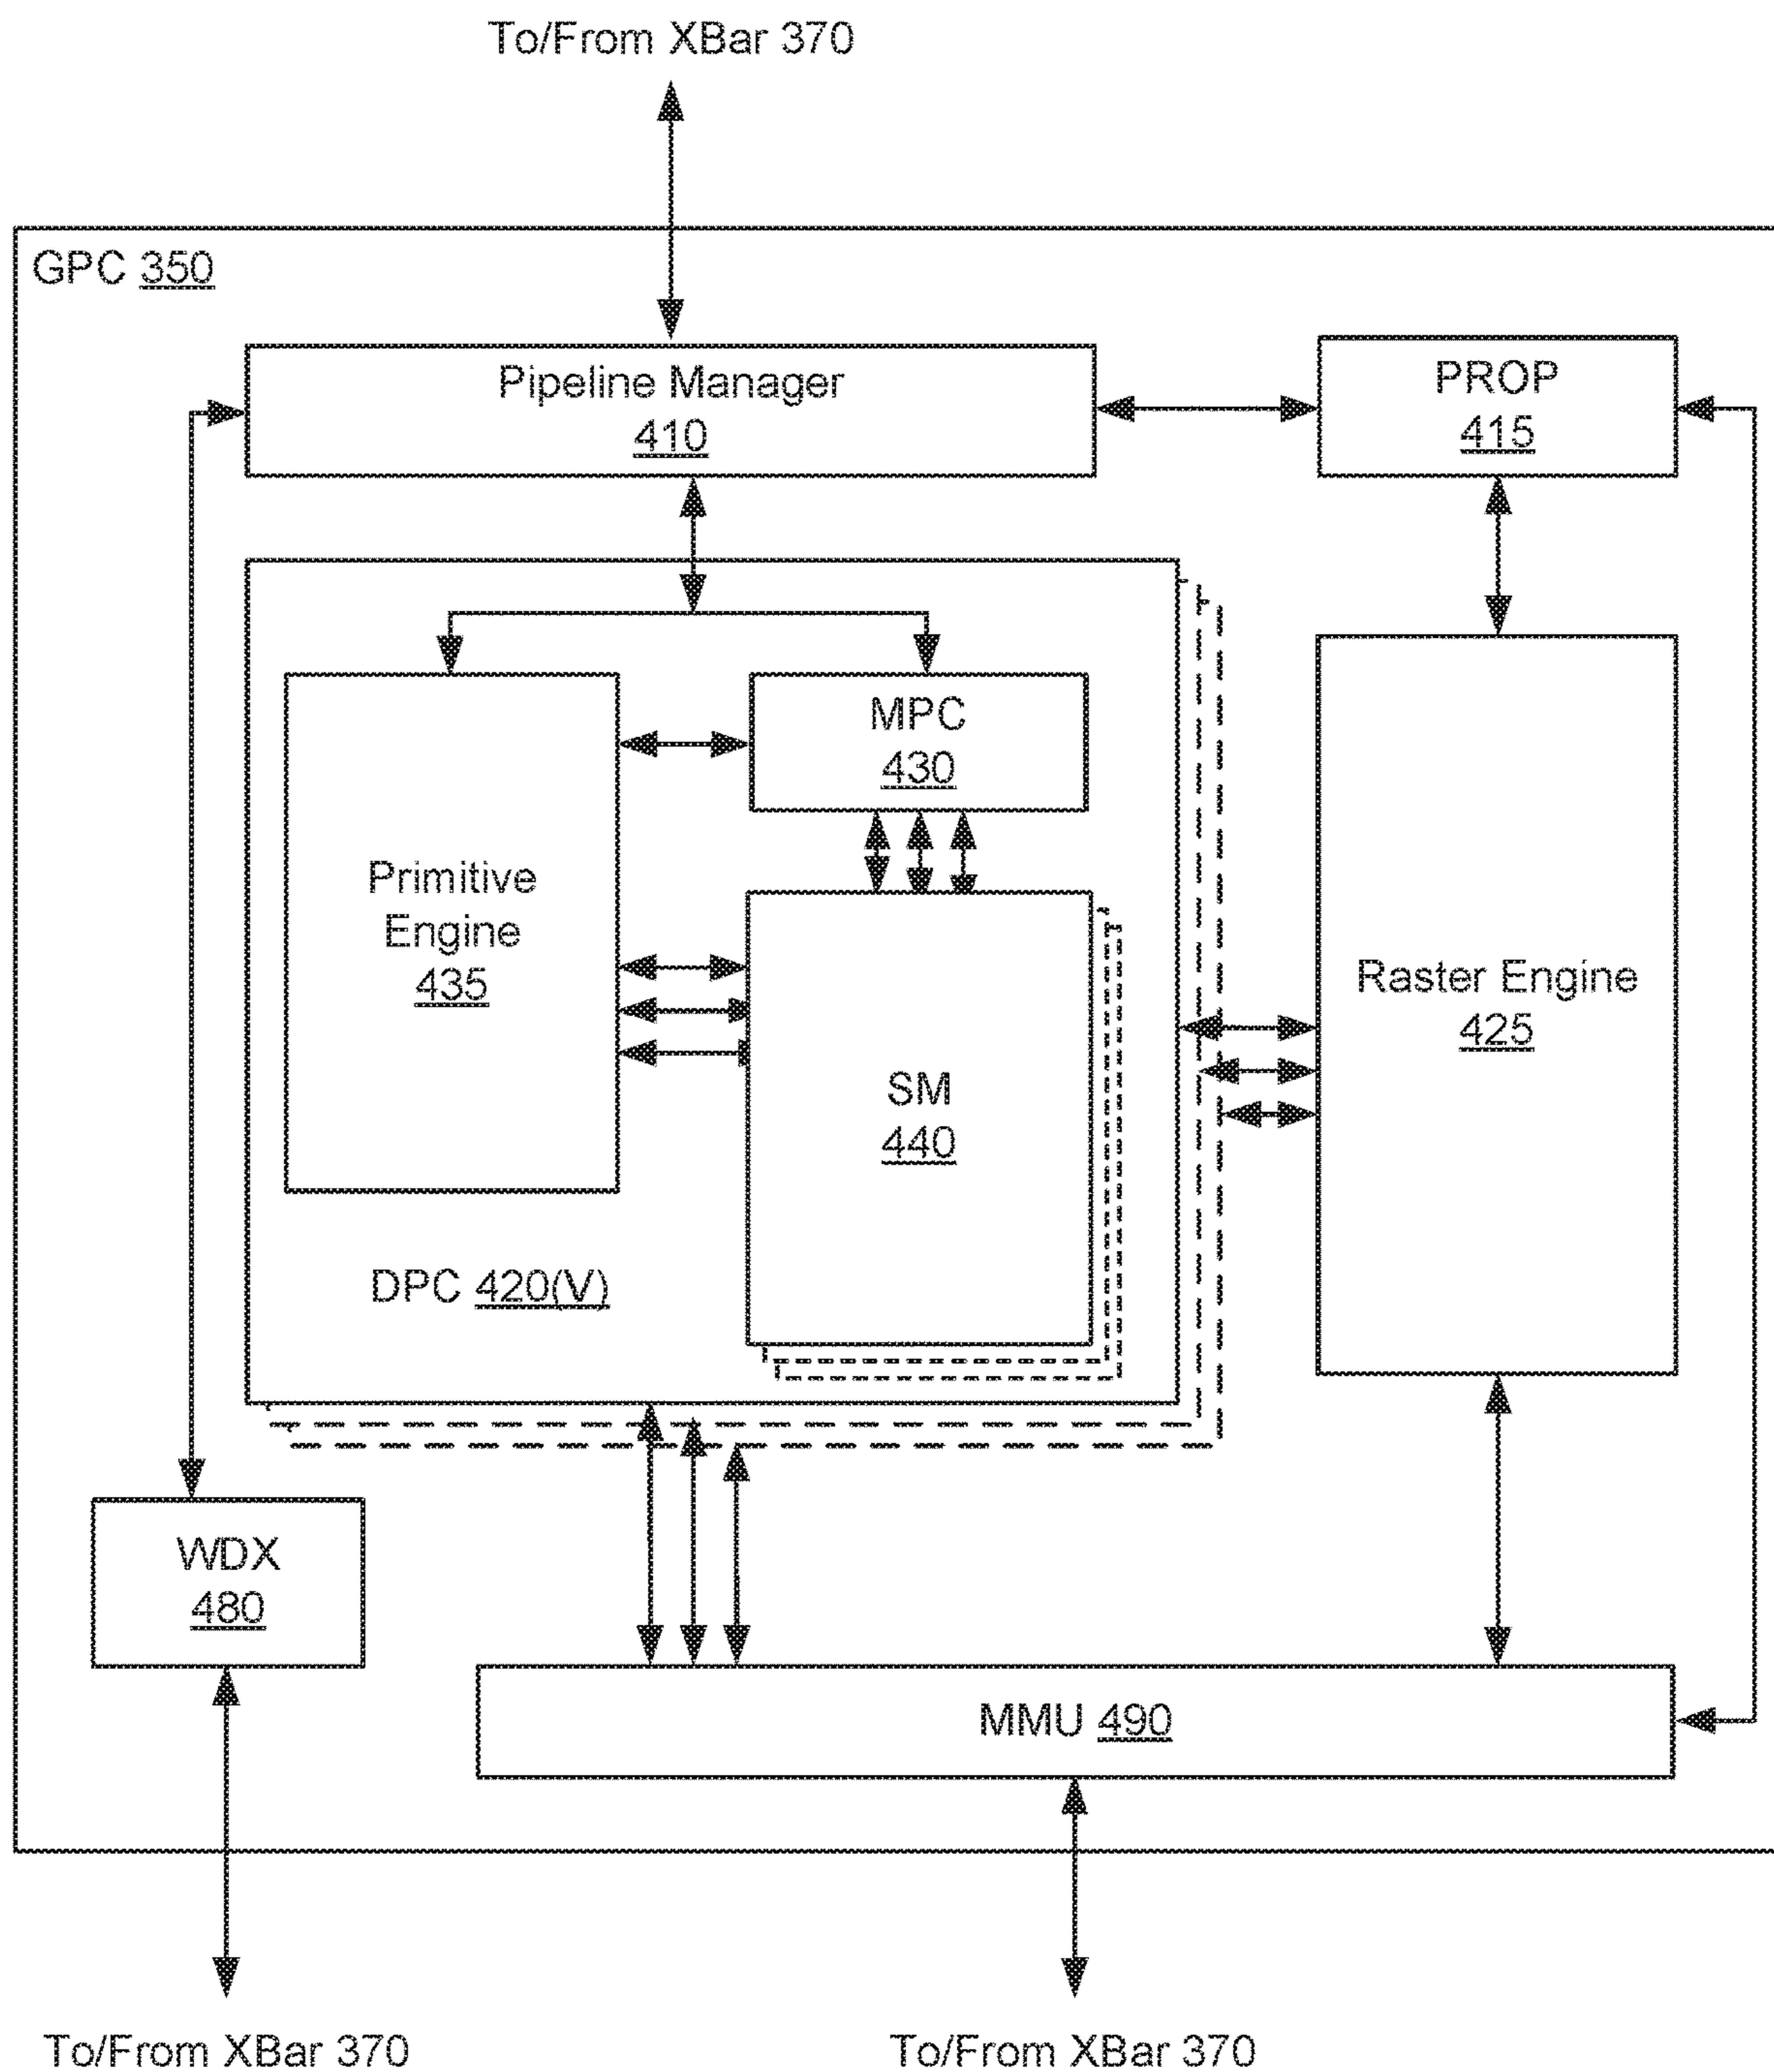 To/From XBar 370
GPC 350
Pipeline Manager
410
PROP
415
MPC
430
Primitive
Engine
435
Raster Engine
425
SM
440
DPC 420(V)
WDX
480
MMU 490
To/From XBar 370
To/From XBar 370